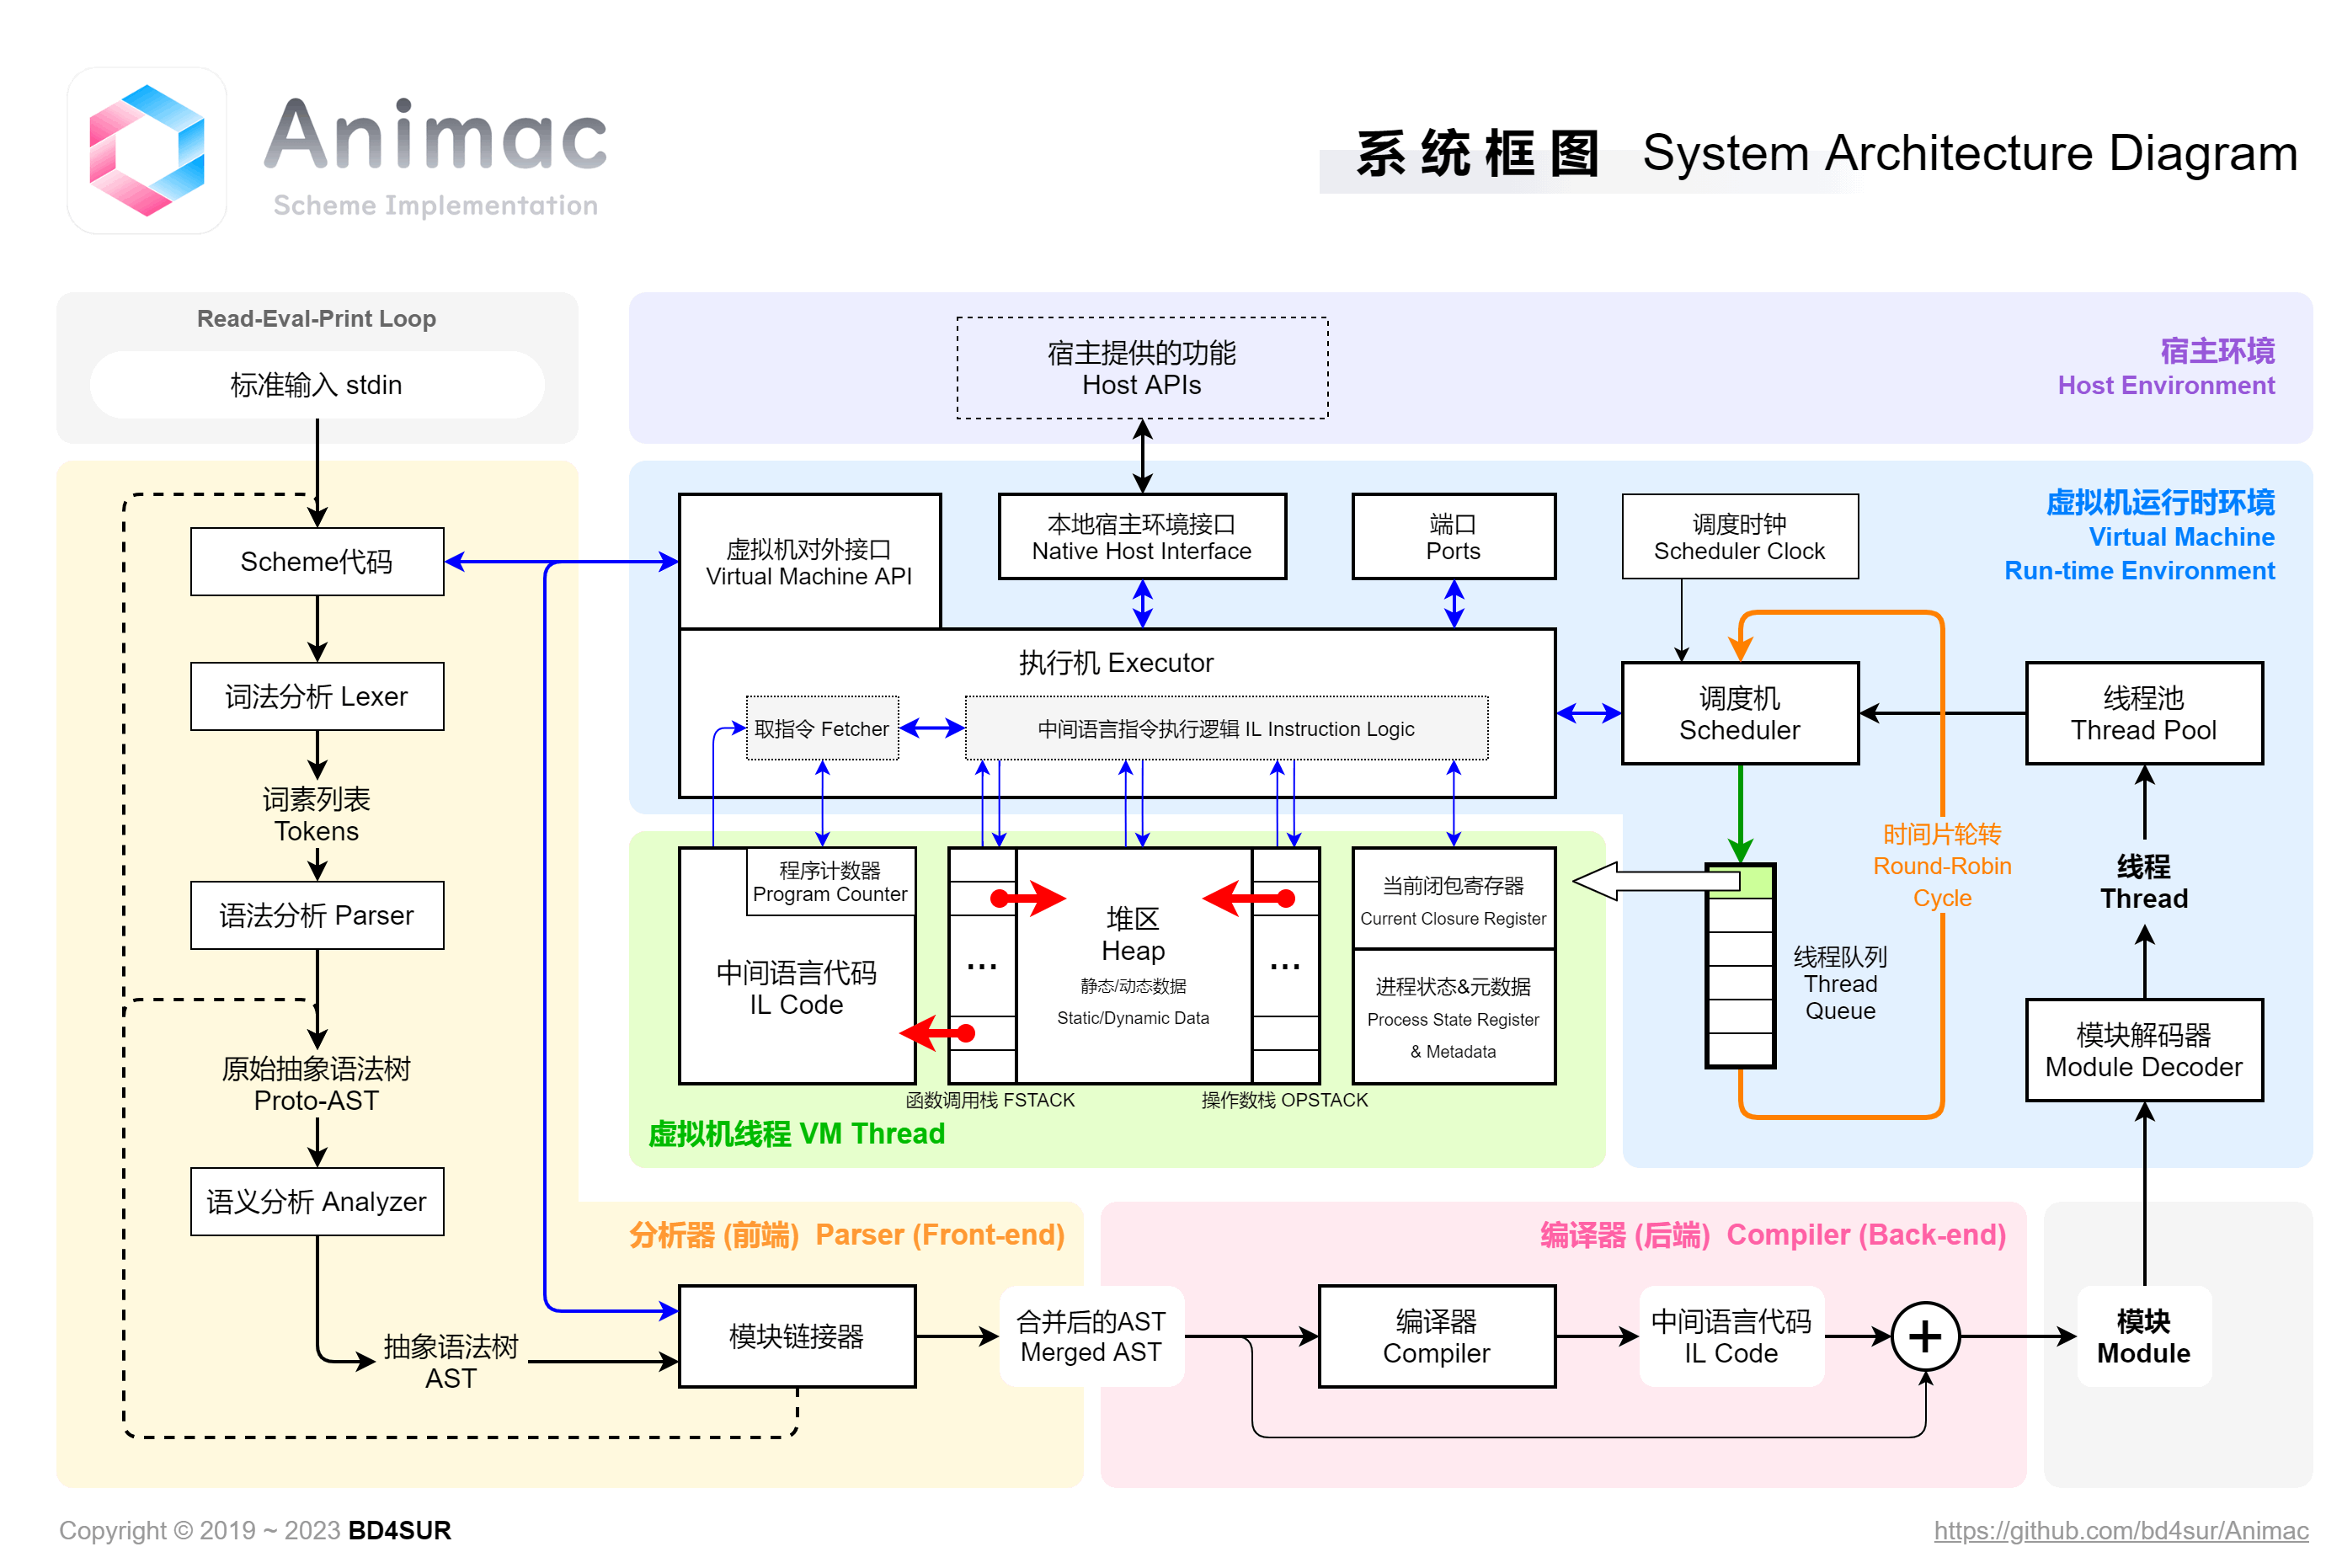 Animac
Scheme Implementation
系统框图 System Architecture Diagram
Read-Eval-Print Loop
标准输入 stdin
宿主提供的功能
Host APIs
宿主环境
Host Environment
Scheme代码
词法分析 Lexer
词素列表
Tokens
语法分析 Parser
原始抽象语法树
Proto-AST
语义分析 Analyzer
抽象语法树
AST
虚拟机对外接口
Virtual Machine API
本地宿主环境接口
Native Host Interface
端口
Ports
调度时钟
Scheduler Clock
虚拟机运行时环境
Virtual Machine
Run-time Environment
执行机 Executor
取指令 Fetcher
中间语言指令执行逻辑 IL Instruction Logic
调度机
Scheduler
线程池
Thread Pool
时间片轮转
Round-Robin
Cycle
线程
Thread
程序计数器
Program Counter
中间语言代码
IL Code
...
堆区
Heap
静态/动态数据
Static/Dynamic Data
...
当前闭包寄存器
Current Closure Register
进程状态&元数据
Process State Register
& Metadata
线程队列
Thread
Queue
模块解码器
Module Decoder
函数调用栈 FSTACK
操作数栈 OPSTACK
虚拟机线程 VM Thread
分析器 (前端) Parser (Front-end)
编译器 (后端) Compiler (Back-end)
模块链接器
合并后的AST
Merged AST
编译器
Compiler
中间语言代码
IL Code
+
模块
Module
Copyright © 2019 ~ 2023 BD4SUR
https://github.com/bd4sur/Animac